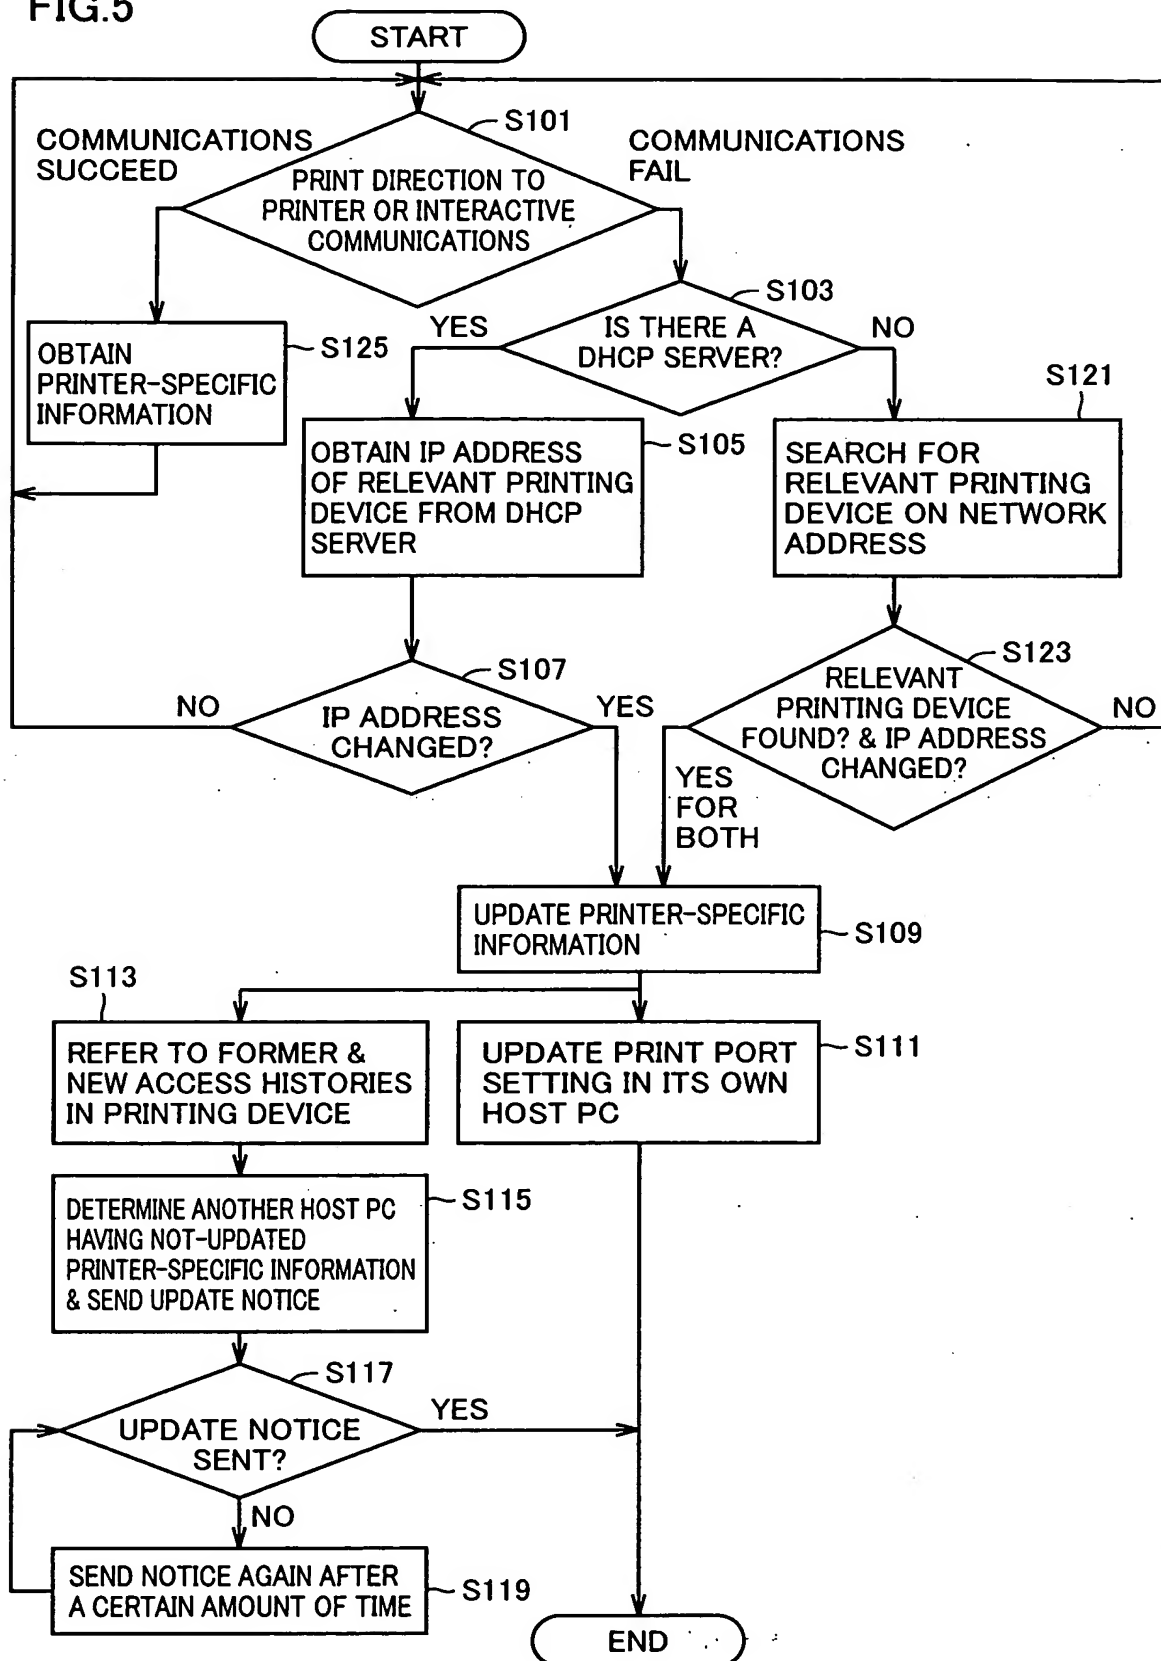 FIG.5
START
S101
COMMUNICATIONS
SUCCEED
COMMUNICATIONS
FAIL
PRINT DIRECTION TO
PRINTER OR INTERACTIVE
COMMUNICATIONS
S103
YES
IS THERE A
DHCP SERVER?
NO
S125
OBTAIN
PRINTER-SPECIFIC
INFORMATION
S121
S105
OBTAIN IP ADDRESS
OF RELEVANT PRINTING
DEVICE FROM DHCP
SERVER
SEARCH FOR
RELEVANT PRINTING
DEVICE ON NETWORK
ADDRESS
S107
NO
IP ADDRESS
CHANGED?
YES
S123
RELEVANT
PRINTING DEVICE
FOUND? & IP ADDRESS
CHANGED?
NO
YES
FOR
BOTH
UPDATE PRINTER-SPECIFIC
INFORMATION
S109
S113
REFER TO FORMER &
NEW ACCESS HISTORIES
IN PRINTING DEVICE
UPDATE PRINT PORT
SETTING IN ITS OWN
HOST PC
S111
DETERMINE ANOTHER HOST PC
HAVING NOT-UPDATED
PRINTER-SPECIFIC INFORMATION
& SEND UPDATE NOTICE
S115
S117
UPDATE NOTICE
SENT?
YES
NO
SEND NOTICE AGAIN AFTER
A CERTAIN AMOUNT OF TIME
S119
END